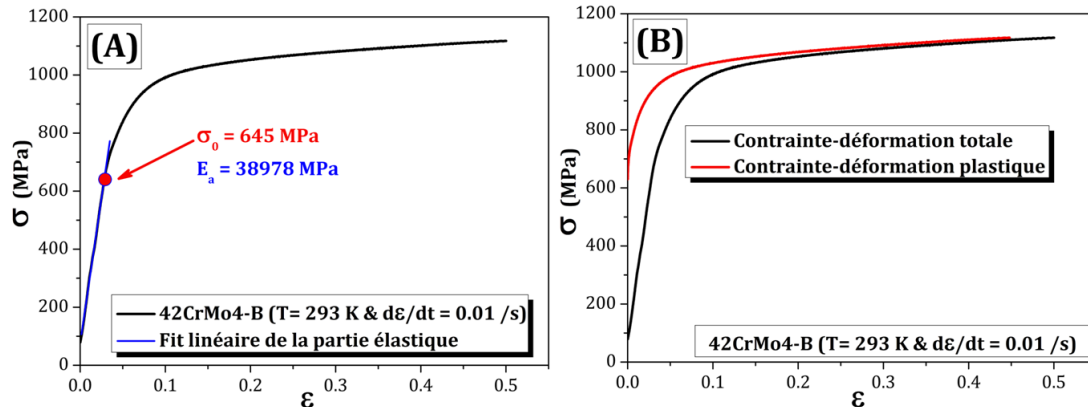 (A)
1200
1000
800
600
400
200
0
σ (MPa)
σ0 = 645 MPa
Ea = 38978 MPa
42CrMo4-B (T= 293 K & dε/dt = 0.01 /s)
Fit linéaire de la partie élastique
0.0 0.1 0.2 0.3 0.4 0.5
ε
(B)
1200
1000
800
600
400
200
0
σ (MPa)
Contrainte-déformation totale
Contrainte-déformation plastique
42CrMo4-B (T= 293 K & dε/dt = 0.01 /s)
0.0 0.1 0.2 0.3 0.4 0.5
ε